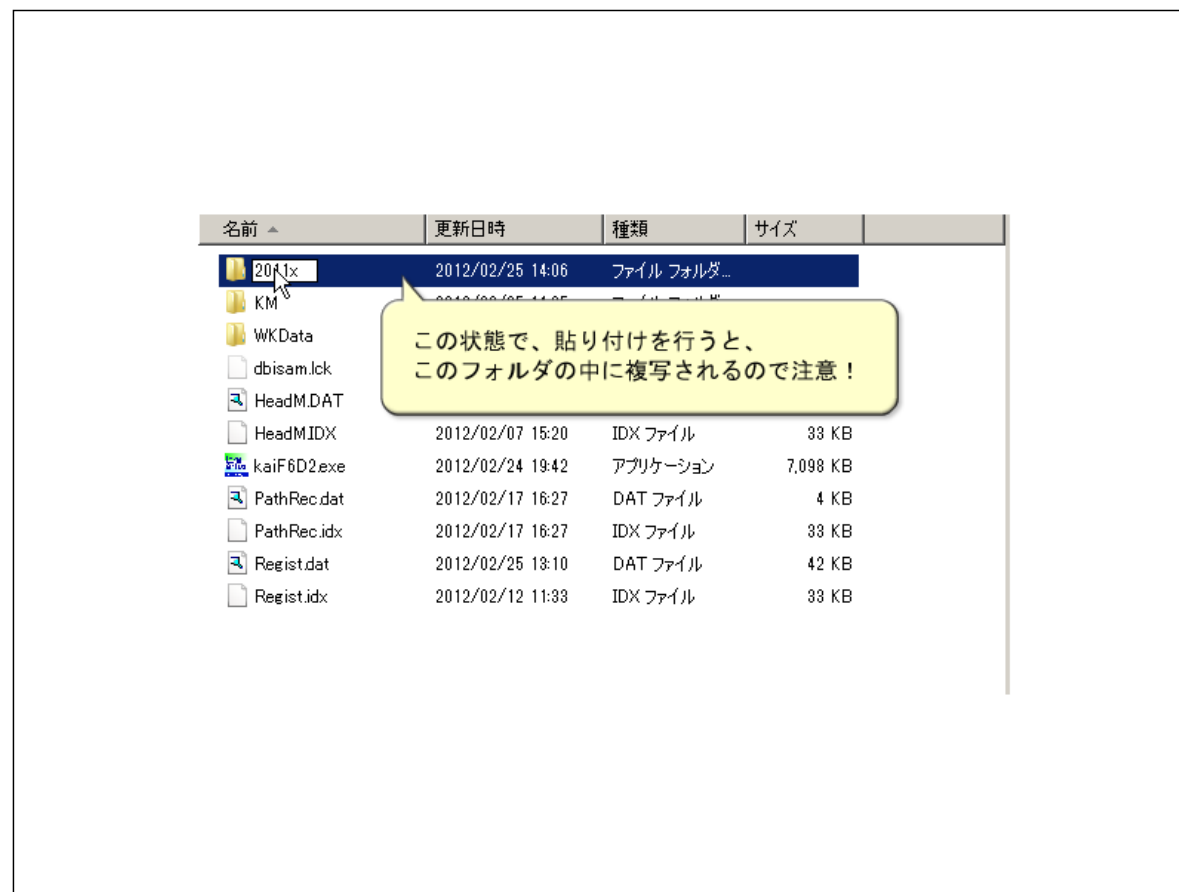 名前 更新日時 種類 サイズ
2011x 2012/02/25 14:06 ファイル フォルダ...
KM
WKData
この状態で、貼り付けを行うと、
このフォルダの中に複写されるので注意！
dbisam.lck
HeadM.DAT
HeadM.IDX 2012/02/07 15:20 IDX ファイル 33 KB
kaiF6D2.exe 2012/02/24 19:42 アプリケーション 7,098 KB
PathRec.dat 2012/02/17 16:27 DAT ファイル 4 KB
PathRec.idx 2012/02/17 16:27 IDX ファイル 33 KB
Regist.dat 2012/02/25 13:10 DAT ファイル 42 KB
Regist.idx 2012/02/12 11:33 IDX ファイル 33 KB